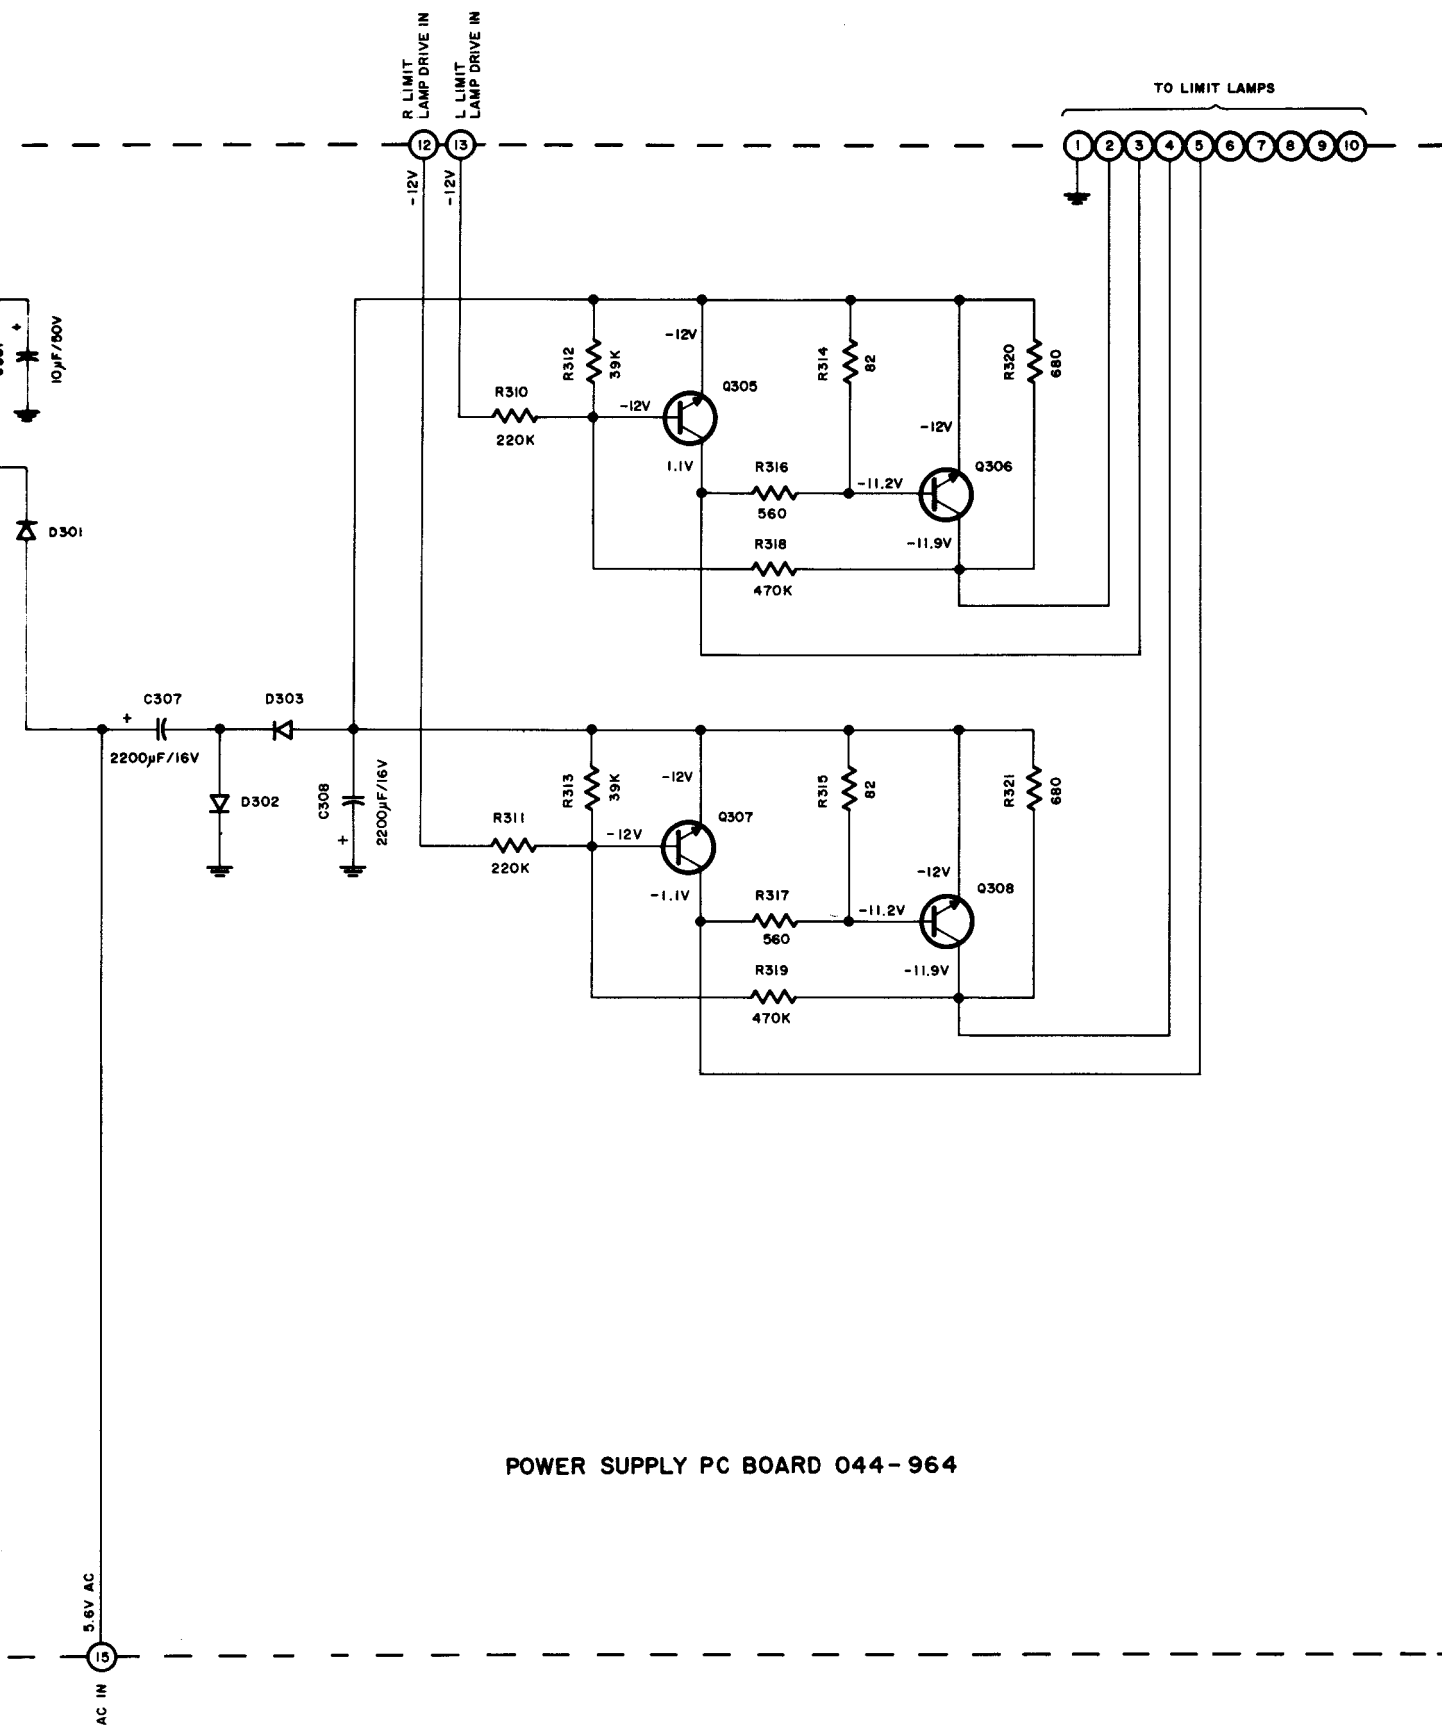 R LIMIT
LAMP DRIVE IN
L LIMIT
LAMP DRIVE IN
TO LIMIT LAMPS
12 13
1 2 3 4 5 6 7 8 9 10
-12V
-12V
+
10µF/50V
R312
39K
-12V
Q305
R314
82
R320
680
R310
220K
-12V
-12V
1.1V
R316
560
-11.2V
Q306
R318
470K
-11.9V
D301
C307
+
2200µF/16V
D303
D302
C308
+
2200µF/16V
R313
39K
-12V
Q307
R315
82
R321
680
R311
220K
-12V
-12V
-1.1V
R317
560
-11.2V
Q308
R319
470K
-11.9V
POWER SUPPLY PC BOARD 044-964
5.6V AC
15
AC IN